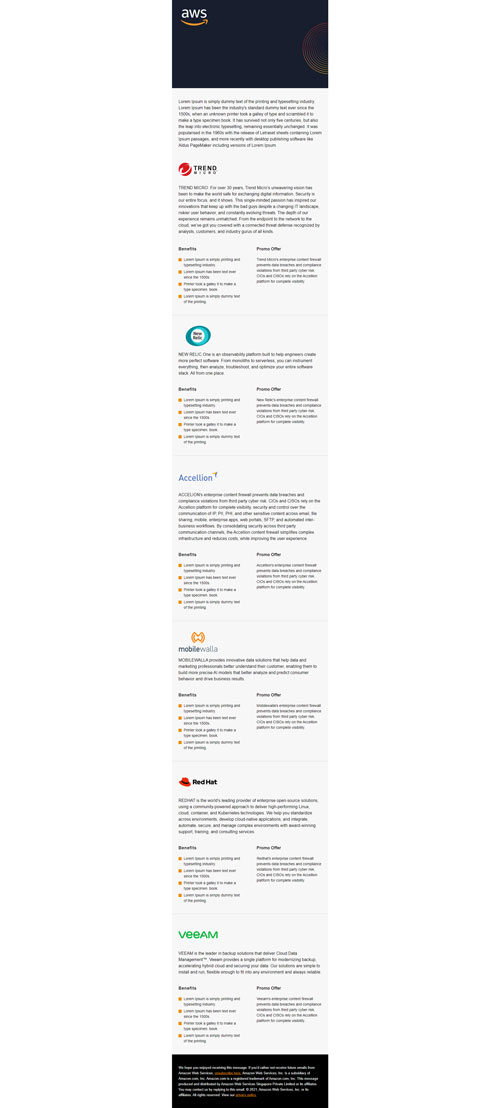 aws
Lorem Ipsum is simply dummy text of the printing and typesetting industry.
Lorem Ipsum has been the industry's standard dummy text ever since the
1500s, when an unknown printer took a galley of type and scrambled it to
make a type specimen book. It has survived not only five centuries, but also
the leap into electronic typesetting, remaining essentially unchanged. It was
popularised in the 1960s with the release of Letraset sheets containing Lorem
Ipsum passages, and more recently with desktop publishing software like
Aldus PageMaker including versions of Lorem Ipsum.
TREND
MICRO
TREND MICRO: For over 30 years, Trend Micro's unwavering vision has
been to make the world safe for exchanging digital information. Security is
our entire focus, and it shows. This single-minded passion has inspired our
innovations that keep up with the bad guys despite a changing IT landscape,
riskier user behavior, and constantly evolving threats. The depth of our
experience remains unmatched. From the endpoint to the network to the
cloud, we've got you covered with a connected threat defense recognized by
analysts, customers, and industry gurus of all kinds.
Benefits
Lorem Ipsum is simply printing and
typesetting industry.
Lorem Ipsum has been text ever
since the 1500s
Printer took a galley it to make a
type specimen. book.
Lorem Ipsum is simply dummy text
of the printing.
Promo Offer
Trend Micro's enterprise content firewall
prevents data breaches and compliance
violations from third party cyber risk.
CIOs and CISOs rely on the Accellion
platform for complete visibility
New
Relic
NEW RELIC One is an observability platform built to help engineers create
more perfect software. From monoliths to serverless, you can instrument
everything, then analyze, troubleshoot, and optimize your entire software
stack. All from one place.
Benefits
Lorem Ipsum is simply printing and
typesetting industry.
Lorem Ipsum has been text ever
since the 1500s
Printer took a galley it to make a
type specimen. book.
Lorem Ipsum is simply dummy text
of the printing.
Promo Offer
New Relic's enterprise content firewall
prevents data breaches and compliance
violations from third party cyber risk.
CIOs and CISOs rely on the Accellion
platform for complete visibility
Accellion
ACCELLION's enterprise content firewall prevents data breaches and
compliance violations from third party cyber risk. CIOs and CISOs rely on the
Accellion platform for complete visibility, security and control over the
communication of IP, PII, PHI, and other sensitive content across email, file
sharing, mobile, enterprise apps, web portals, SFTP, and automated inter-
business workflows. By consolidating security across third party
communication channels, the Accellion content firewall simplifies complex
infrastructure and reduces costs, while improving the user experience.
Benefits
Lorem Ipsum is simply printing and
typesetting industry.
Lorem Ipsum has been text ever
since the 1500s
Printer took a galley it to make a
type specimen. book.
Lorem Ipsum is simply dummy text
of the printing.
Promo Offer
Accellion's enterprise content firewall
prevents data breaches and compliance
violations from third party cyber risk.
CIOs and CISOs rely on the Accellion
platform for complete visibility
mobilewalla
MOBILEWALLA provides innovative data solutions that help data and
marketing professionals better understand their customer, enabling them to
build more precise AI models that better analyze and predict consumer
behavior and drive business results.
Benefits
Lorem Ipsum is simply printing and
typesetting industry.
Lorem Ipsum has been text ever
since the 1500s
Printer took a galley it to make a
type specimen. book.
Lorem Ipsum is simply dummy text
of the printing.
Promo Offer
Mobilewalla's enterprise content firewall
prevents data breaches and compliance
violations from third party cyber risk.
CIOs and CISOs rely on the Accellion
platform for complete visibility.
Red Hat
REDHAT is the world's leading provider of enterprise open-source solutions,
using a community-powered approach to deliver high-performing Linux,
cloud, container, and Kubernetes technologies. We help you standardize
across environments, develop cloud-native applications, and integrate,
automate, secure, and manage complex environments with award-winning
support, training, and consulting services.
Benefits
Lorem Ipsum is simply printing and
typesetting industry.
Lorem Ipsum has been text ever
since the 1500s
Printer took a galley it to make a
type specimen. book.
Lorem Ipsum is simply dummy text
of the printing.
Promo Offer
Redhat's enterprise content firewall
prevents data breaches and compliance
violations from third party cyber risk.
CIOs and CISOs rely on the Accellion
platform for complete visibility.
veeam
VEEAM is the leader in backup solutions that deliver Cloud Data
Management™. Veeam provides a single platform for modernizing backup,
accelerating hybrid cloud and securing your data. Our solutions are simple to
install and run, flexible enough to fit into any environment and always reliable.
Benefits
Lorem Ipsum is simply printing and
typesetting industry.
Lorem Ipsum has been text ever
since the 1500s
Printer took a galley it to make a
type specimen. book.
Lorem Ipsum is simply dummy text
of the printing.
Promo Offer
Veeam's enterprise content firewall
prevents data breaches and compliance
violations from third party cyber risk.
CIOs and CISOs rely on the Accellion
platform for complete visibility.
We hope you enjoyed receiving this message. If you'd rather not receive future emails from
Amazon Web Services, unsubscribe here. Amazon Web Services, Inc. is a subsidiary of
Amazon.com, Inc. Amazon.com is a registered trademark of Amazon.com, Inc. This message
produced and distributed by Amazon Web Services Singapore Private Limited or its affiliates.
You may contact us by replying to this email. © 2021, Amazon Web Services, Inc. or its
affiliates. All rights reserved. View our privacy policy.